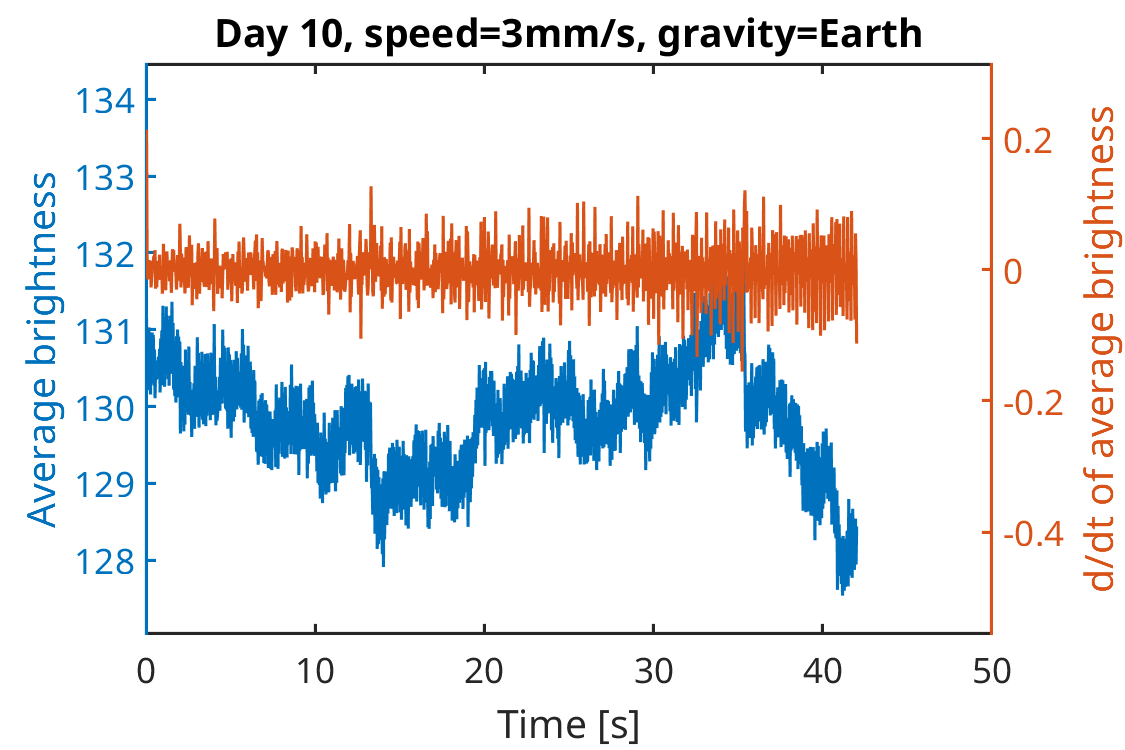 Day 10, speed=3mm/s, gravity=Earth
Average brightness
134
133
132
131
130
129
128
0.2
0
-0.2
-0.4
d/dt of average brightness
0 10 20 30 40 50
Time [s]